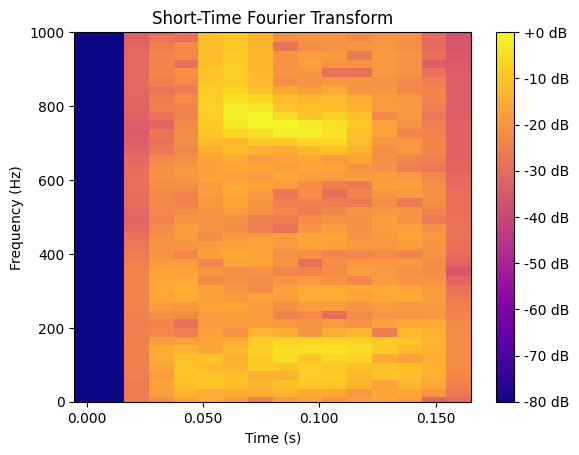 Short-Time Fourier Transform
1000
800
600
400
200
0
Frequency (Hz)
0.000
0.050
0.100
0.150
Time (s)
+0 dB
-10 dB
-20 dB
-30 dB
-40 dB
-50 dB
-60 dB
-70 dB
-80 dB